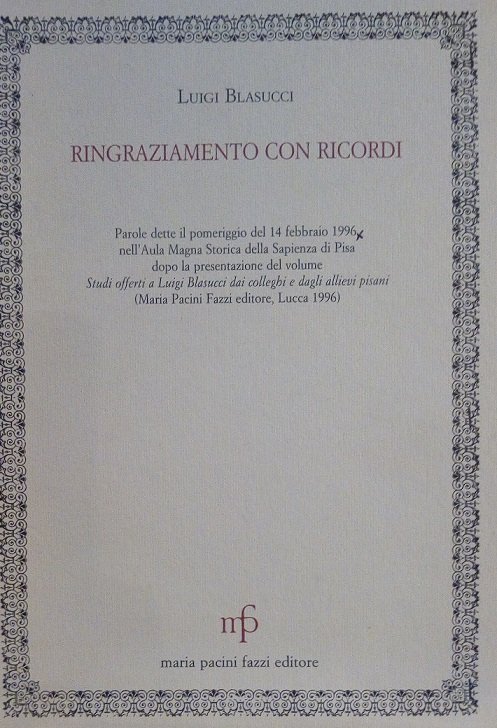 LUIGI BLASUCCI
RINGRAZIAMENTO CON RICORDI
Parole dette il pomeriggio del 14 febbraio 1996
nell'Aula Magna Storica della Sapienza di Pisa
dopo la presentazione del volume
Studi offerti a Luigi Blasucci dai colleghi e dagli allievi pisani
(Maria Pacini Fazzi editore, Lucca 1996)
mpf
maria pacini fazzi editore